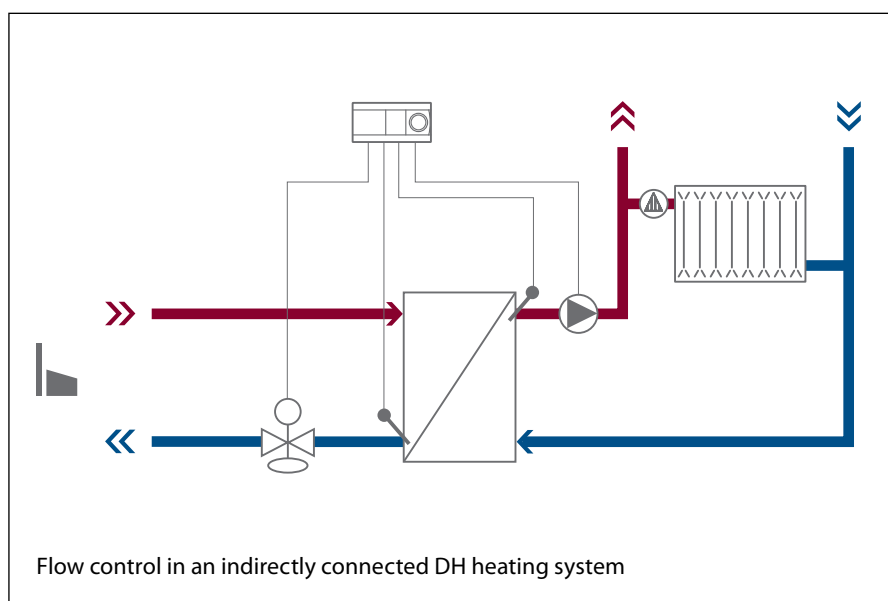 Flow control in an indirectly connected DH heating system